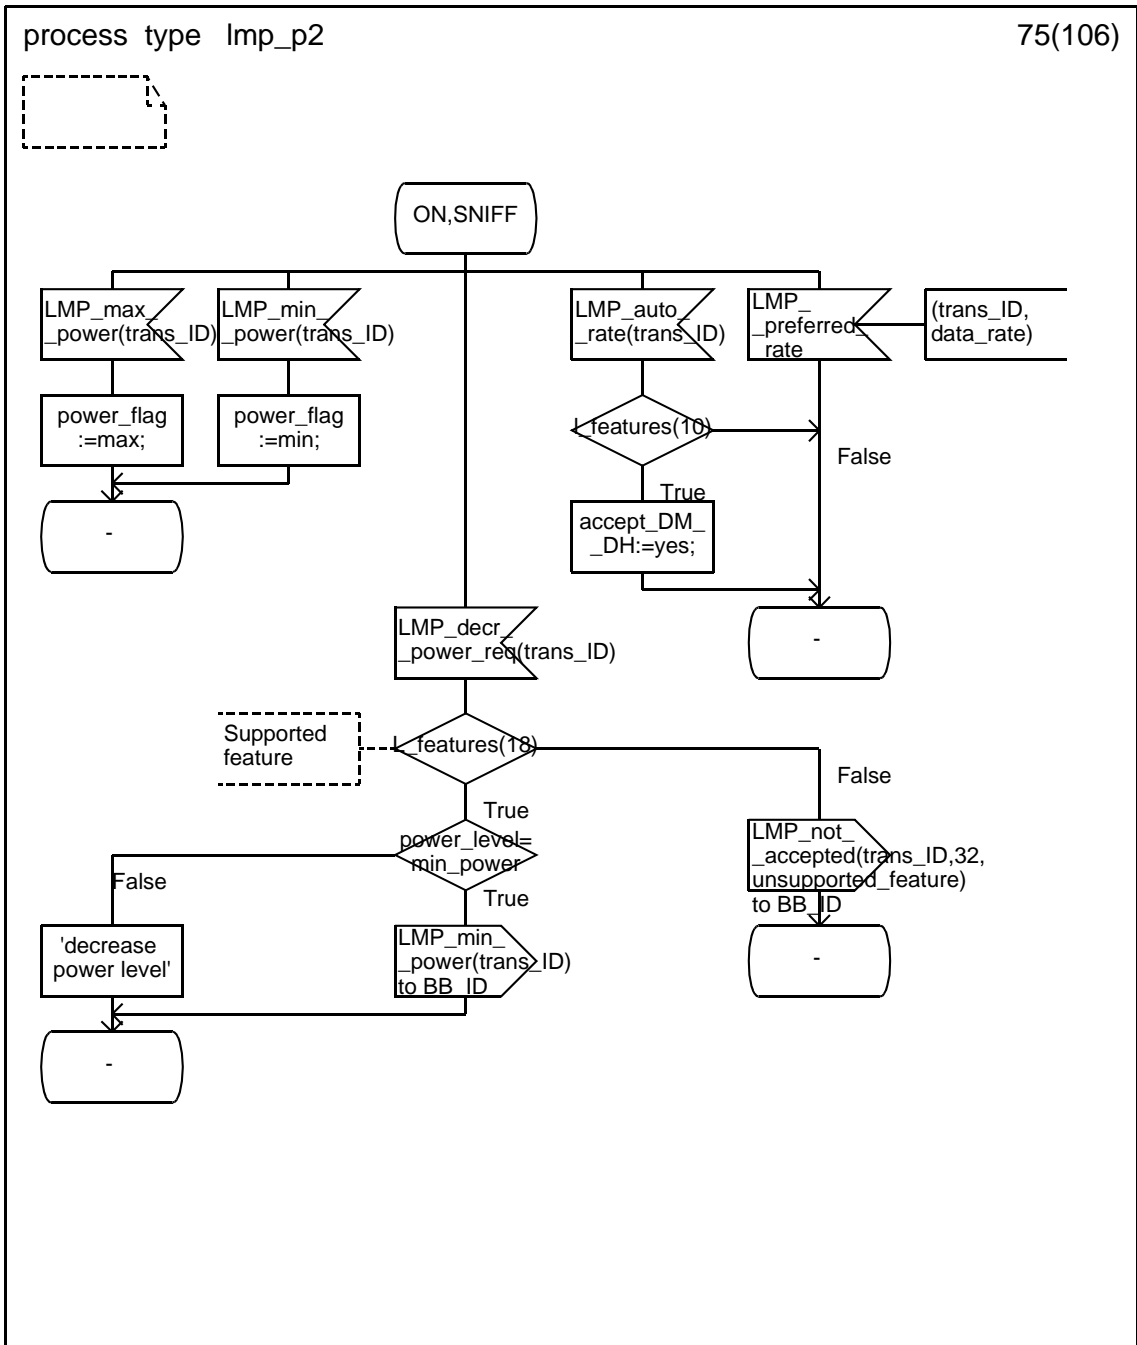 process type lmp_p2
75(106)
ON,SNIFF
LMP_max_
_power(trans_ID)
LMP_min_
_power(trans_ID)
LMP_auto_
_rate(trans_ID)
LMP_
_preferred_
_rate
(trans_ID,
data_rate)
power_flag
:=max;
power_flag
:=min;
L_features(10)
False
True
accept_DM_
_DH:=yes;
-
-
LMP_decr_
_power_req(trans_ID)
Supported
feature
L_features(18)
False
True
power_level=
min_power
False
True
LMP_not_
_accepted(trans_ID,32,
unsupported_feature)
to BB_ID
'decrease
power level'
LMP_min_
_power(trans_ID)
to BB_ID
-
-